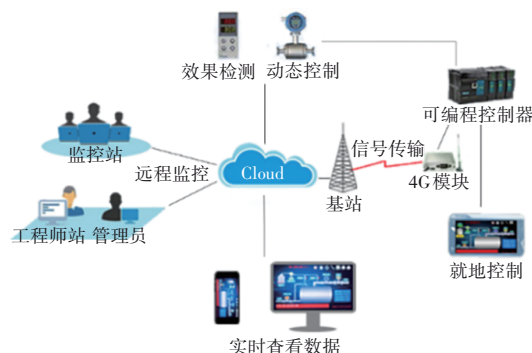 效果检测 动态控制
可编程控制器
监控站
远程监控
Cloud
信号传输
基站
4G模块
工程师站 管理员
就地控制
实时查看数据